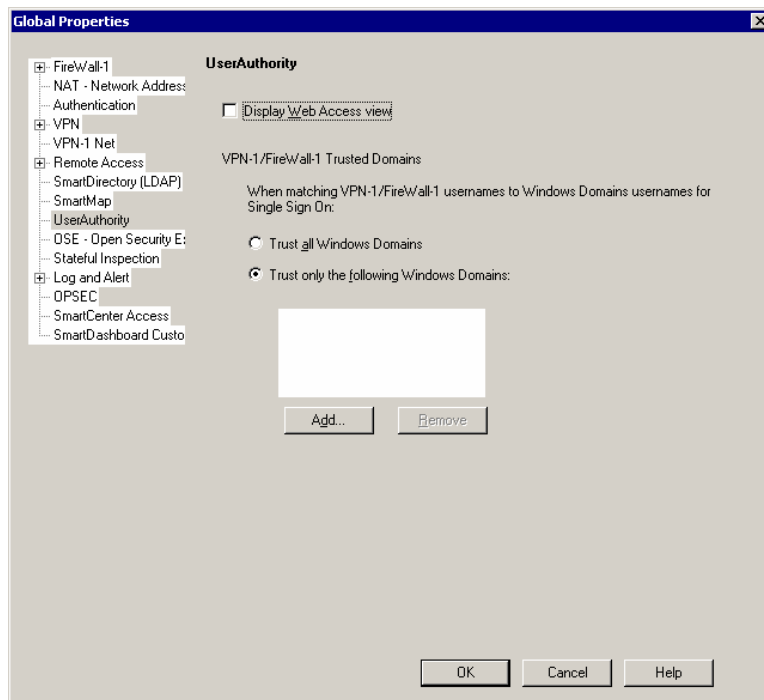 Global Properties
FireWall-1
NAT - Network Address
Authentication
VPN
VPN-1 Net
Remote Access
SmartDirectory (LDAP)
SmartMap
UserAuthority
OSE - Open Security E
Stateful Inspection
Log and Alert
OPSEC
SmartCenter Access
SmartDashboard Custo
UserAuthority
Display Web Access view
VPN-1/FireWall-1 Trusted Domains
When matching VPN-1/FireWall-1 usernames to Windows Domains usernames for
Single Sign On:
Trust all Windows Domains
Trust only the following Windows Domains:
Add...
Remove
OK
Cancel
Help